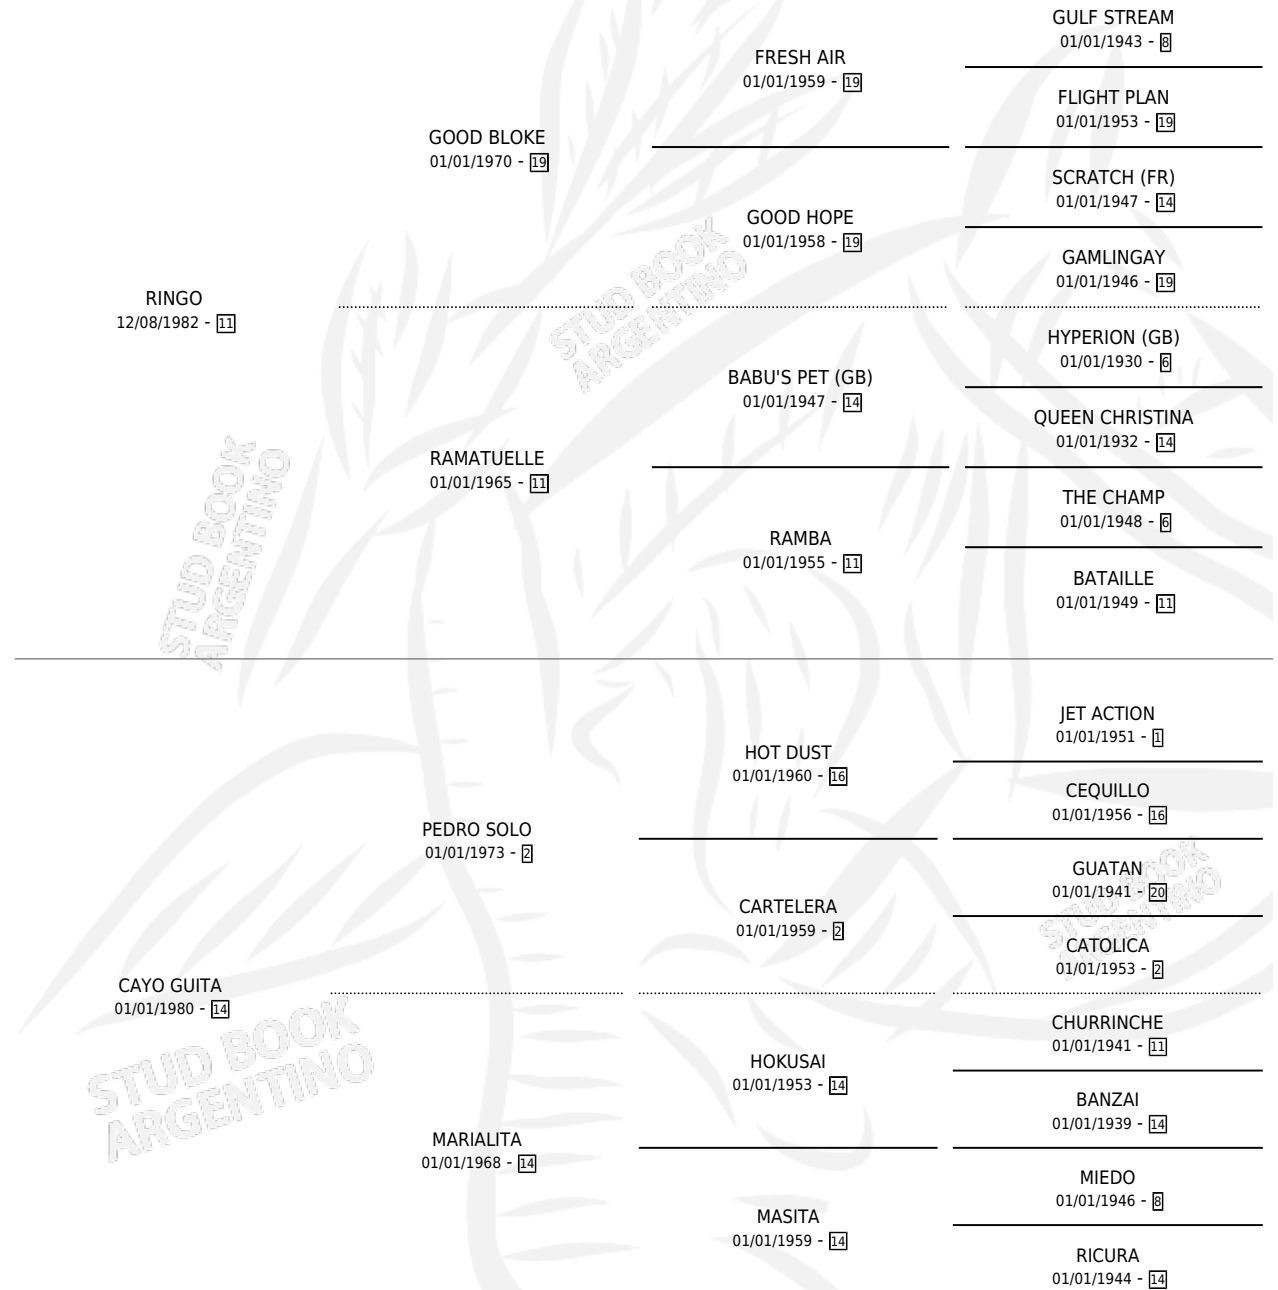 GULF STREAM
01/01/1943 - 8
FRESH AIR
01/01/1959 - 19
FLIGHT PLAN
01/01/1953 - 19
GOOD BLOKE
01/01/1970 - 19
SCRATCH (FR)
01/01/1947 - 14
GOOD HOPE
01/01/1958 - 19
GAMLINGAY
01/01/1946 - 19
RINGO
12/08/1982 - 11
HYPERION (GB)
01/01/1930 - 6
BABU'S PET (GB)
01/01/1947 - 14
QUEEN CHRISTINA
01/01/1932 - 14
RAMATUELLE
01/01/1965 - 11
THE CHAMP
01/01/1948 - 6
RAMBA
01/01/1955 - 11
BATAILLE
01/01/1949 - 11
STUD BOOK
ARGENTINO
STUD BOOK
ARGENTINO
JET ACTION
01/01/1951 - 1
HOT DUST
01/01/1960 - 16
CEQUILLO
01/01/1956 - 16
PEDRO SOLO
01/01/1973 - 2
GUATAN
01/01/1941 - 20
CARTELERA
01/01/1959 - 2
CATOLICA
01/01/1953 - 2
CAYO GUITA
01/01/1980 - 14
CHURRINCHE
01/01/1941 - 11
HOKUSAI
01/01/1953 - 14
BANZAI
01/01/1939 - 14
MARIALITA
01/01/1968 - 14
MIEDO
01/01/1946 - 8
MASITA
01/01/1959 - 14
RICURA
01/01/1944 - 14
STUD BOOK
ARGENTINO
STUD BOOK
ARGENTINO